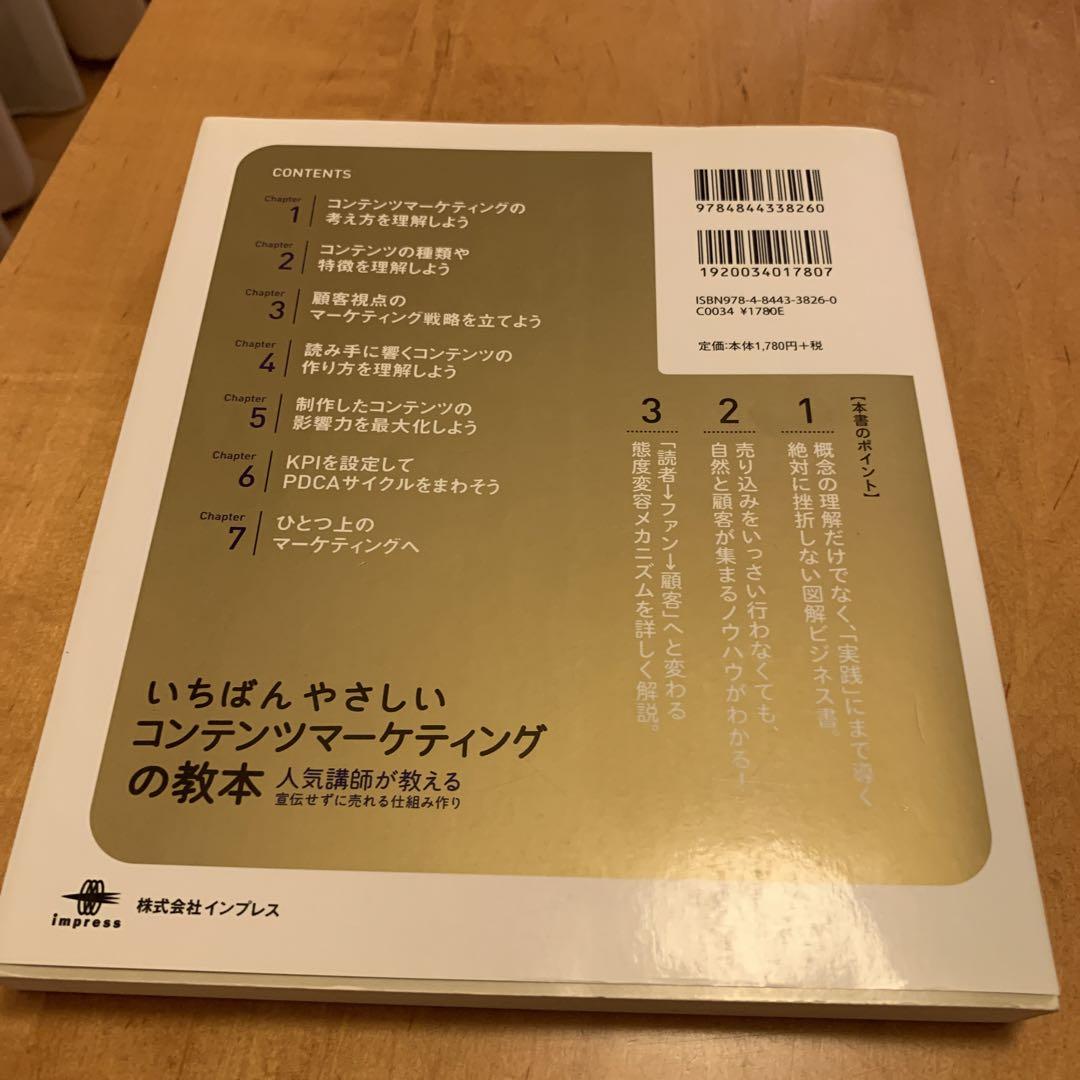 CONTENTS
Chapter
1
コンテンツマーケティングの
考え方を理解しよう
Chapter
2
コンテンツの種類や
特徴を理解しよう
Chapter
3
顧客視点の
マーケティング戦略を立てよう
Chapter
4
読み手に響くコンテンツの
作り方を理解しよう
Chapter
5
制作したコンテンツの
影響力を最大化しよう
Chapter
6
KPIを設定して
PDCAサイクルをまわそう
Chapter
7
ひとつ上の
マーケティングへ
9784844338260
1920034017807
ISBN978-4-8443-3826-0
C0034 ¥1780E
定価:本体1,780円+税
【本書のポイント】
1
概念の理解だけでなく、「実践」にまで導く
絶対に挫折しない図解ビジネス書。
2
売り込みをいっさい行わなくても、
自然と顧客が集まるノウハウがわかる!
3
「読者→ファン→顧客」へと変わる
態度変容メカニズムを詳しく解説。
いちばん やさしい
コンテンツマーケティング
の教本 人気講師が教える
宣伝せずに売れる仕組み作り
impress
株式会社インプレス